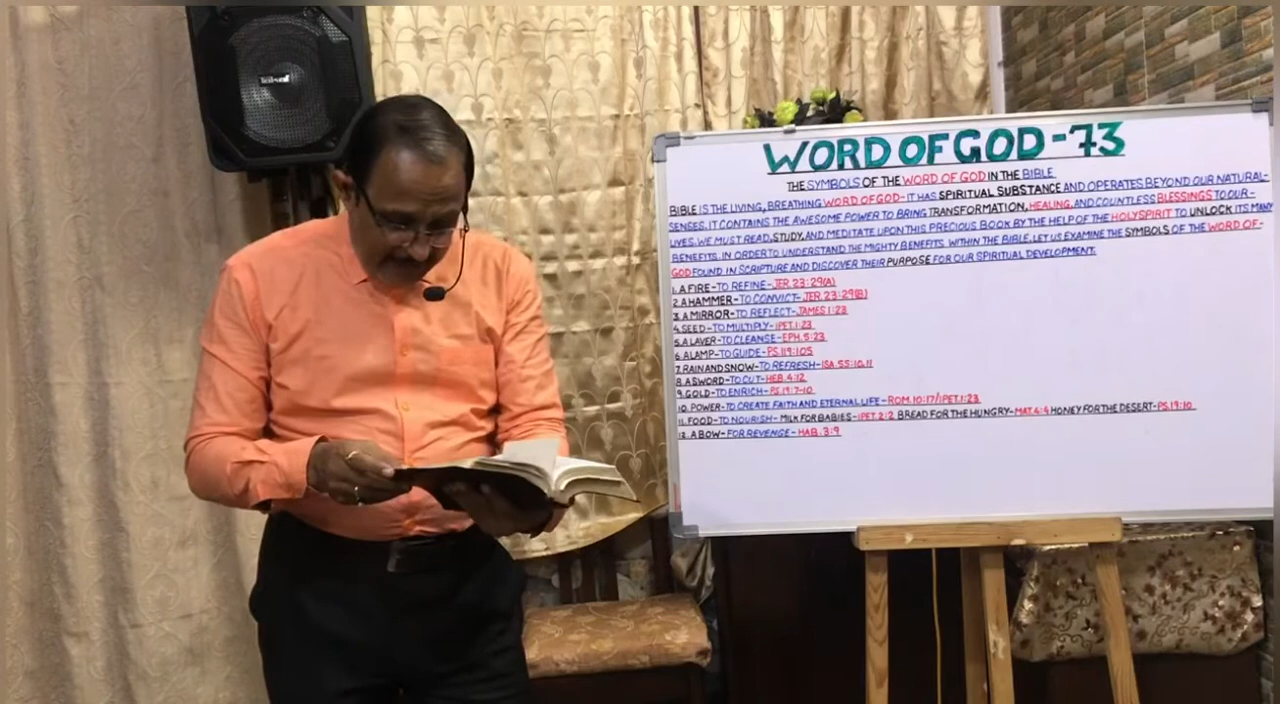 WORD OF GOD-73
THE SYMBOLS OF THE WORD OF GOD IN THE BIBLE
BIBLE IS THE LIVING, BREATHING WORD OF GOD-IT HAS SPIRITUAL SUBSTANCE AND OPERATES BEYOND OUR NATURAL-
SENSES. IT CONTAINS THE AWESOME POWER TO BRING TRANSFORMATION, HEALING, AND COUNTLESS BLESSINGS TO OUR-
LIVES. WE MUST READ, STUDY, AND MEDITATE UPON THIS PRECIOUS BOOK BY THE HELP OF THE HOLY SPIRIT TO UNLOCK ITS MANY
BENEFITS. IN ORDER TO UNDERSTAND THE MIGHTY BENEFITS WITHIN THE BIBLE, LET US EXAMINE THE SYMBOLS OF THE WORD OF-
GOD FOUND IN SCRIPTURE AND DISCOVER THEIR PURPOSE FOR OUR SPIRITUAL DEVELOPMENT.
1. A FIRE-TO REFINE-JER.23:29(A)
2. A HAMMER-TO CONVICT-JER.23:29(B)
3. A MIRROR-TO REFLECT-JAMES 1:23
4. SEED-TO MULTIPLY-1PET.1:23
5. A LAVER-TO CLEANSE-EPH.5:23
6. A LAMP-TO GUIDE-PS.119:105
7. RAIN AND SNOW-TO REFRESH-ISA.55:10,11
8. A SWORD-TO CUT-HEB.4:12
9. GOLD-TO ENRICH-PS.19:7-10
10. POWER-TO CREATE FAITH AND ETERNAL LIFE-ROM.10:17/1PET.1:23
11. FOOD-TO NOURISH-MILK FOR BABIES-1PET.2:2 BREAD FOR THE HUNGRY-MAT.4:4 HONEY FOR THE DESERT-PS.19:10
12. A BOW-FOR REVENGE-HAB.3:9